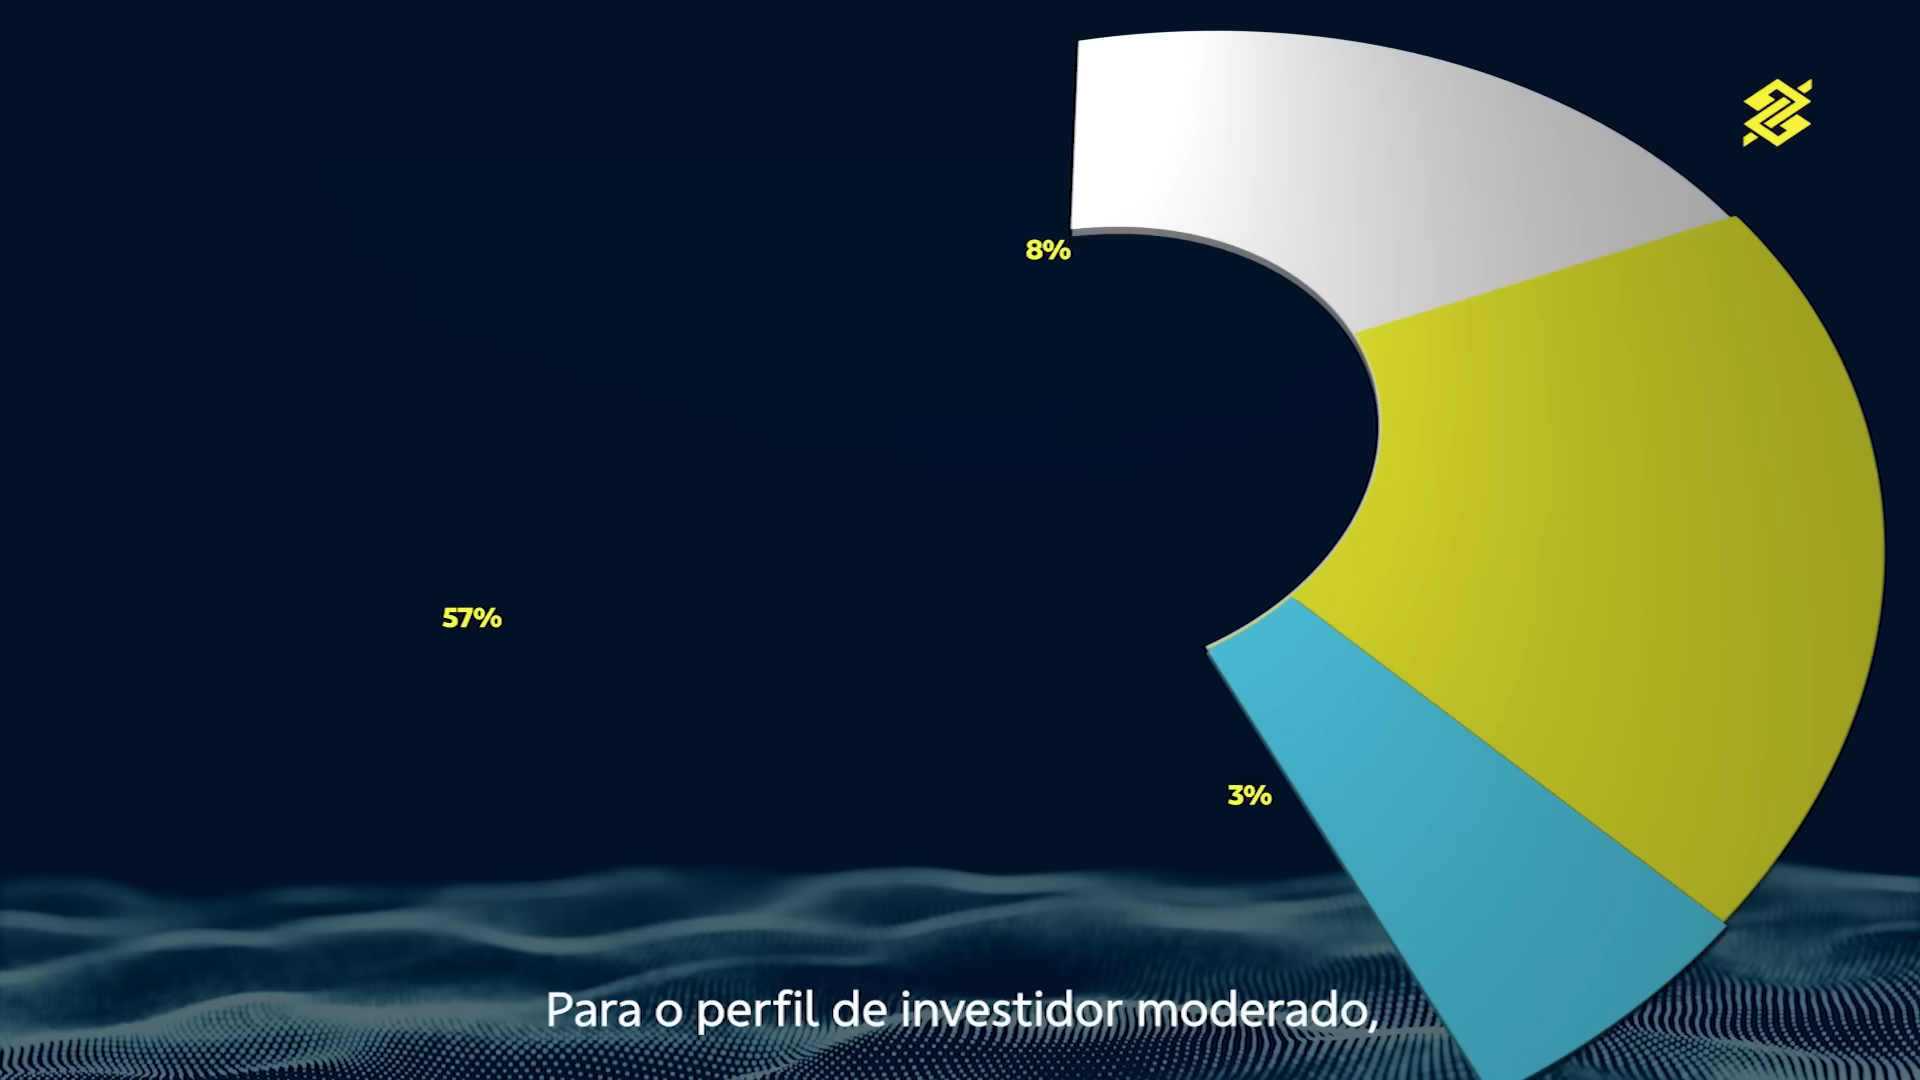 8%
57%
3%
Para o perfil de investidor moderado,